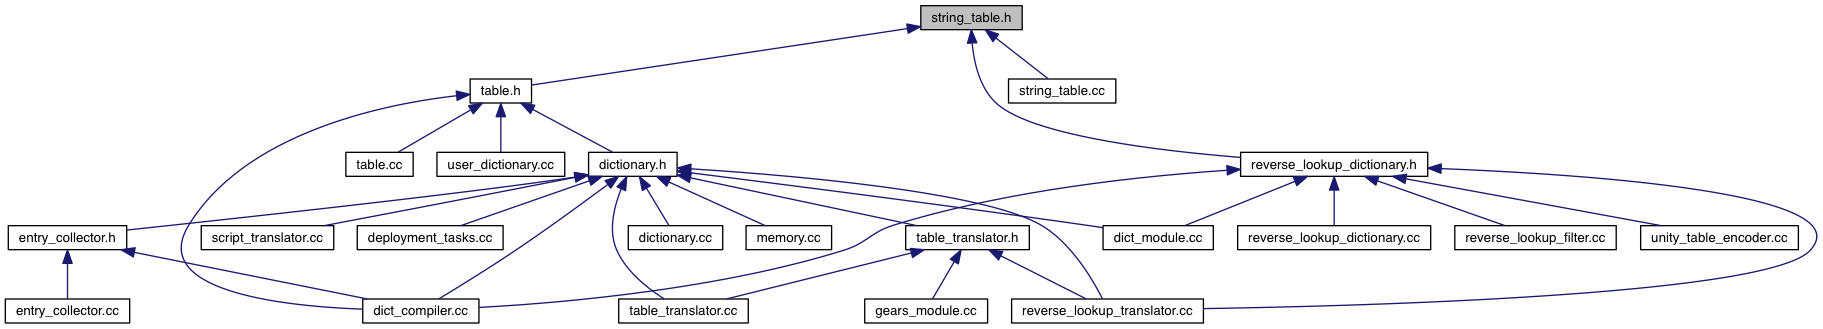 string_table.h
table.h
string_table.cc
table.cc
user_dictionary.cc
dictionary.h
reverse_lookup_dictionary.h
entry_collector.h
script_translator.cc
deployment_tasks.cc
dictionary.cc
memory.cc
table_translator.h
dict_module.cc
reverse_lookup_dictionary.cc
reverse_lookup_filter.cc
unity_table_encoder.cc
entry_collector.cc
dict_compiler.cc
table_translator.cc
gears_module.cc
reverse_lookup_translator.cc